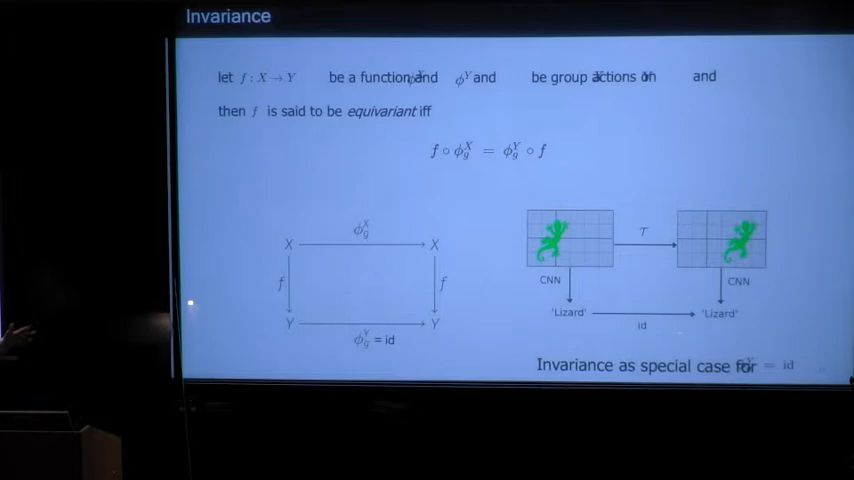 Invariance
let f : X → Y be a function and ϕ^Y and be group actions on and
then f is said to be equivariant iff
f ∘ ϕ_g^X = ϕ_g^Y ∘ f
ϕ_g^X
X X
f f
Y Y
ϕ_g^Y = id
T
CNN CNN
'Lizard' 'Lizard'
id
Invariance as special case for = id